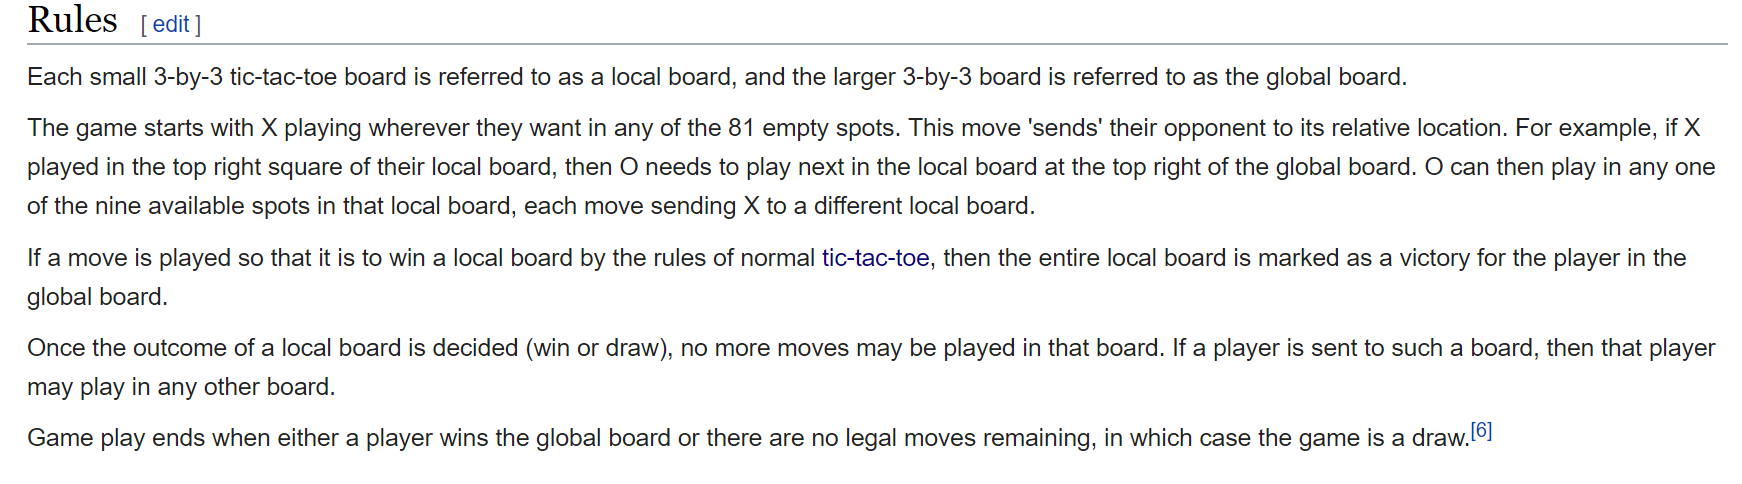 Rules [ edit ]
Each small 3-by-3 tic-tac-toe board is referred to as a local board, and the larger 3-by-3 board is referred to as the global board.
The game starts with X playing wherever they want in any of the 81 empty spots. This move 'sends' their opponent to its relative location. For example, if X
played in the top right square of their local board, then O needs to play next in the local board at the top right of the global board. O can then play in any one
of the nine available spots in that local board, each move sending X to a different local board.
If a move is played so that it is to win a local board by the rules of normal tic-tac-toe, then the entire local board is marked as a victory for the player in the
global board.
Once the outcome of a local board is decided (win or draw), no more moves may be played in that board. If a player is sent to such a board, then that player
may play in any other board.
Game play ends when either a player wins the global board or there are no legal moves remaining, in which case the game is a draw.[6]